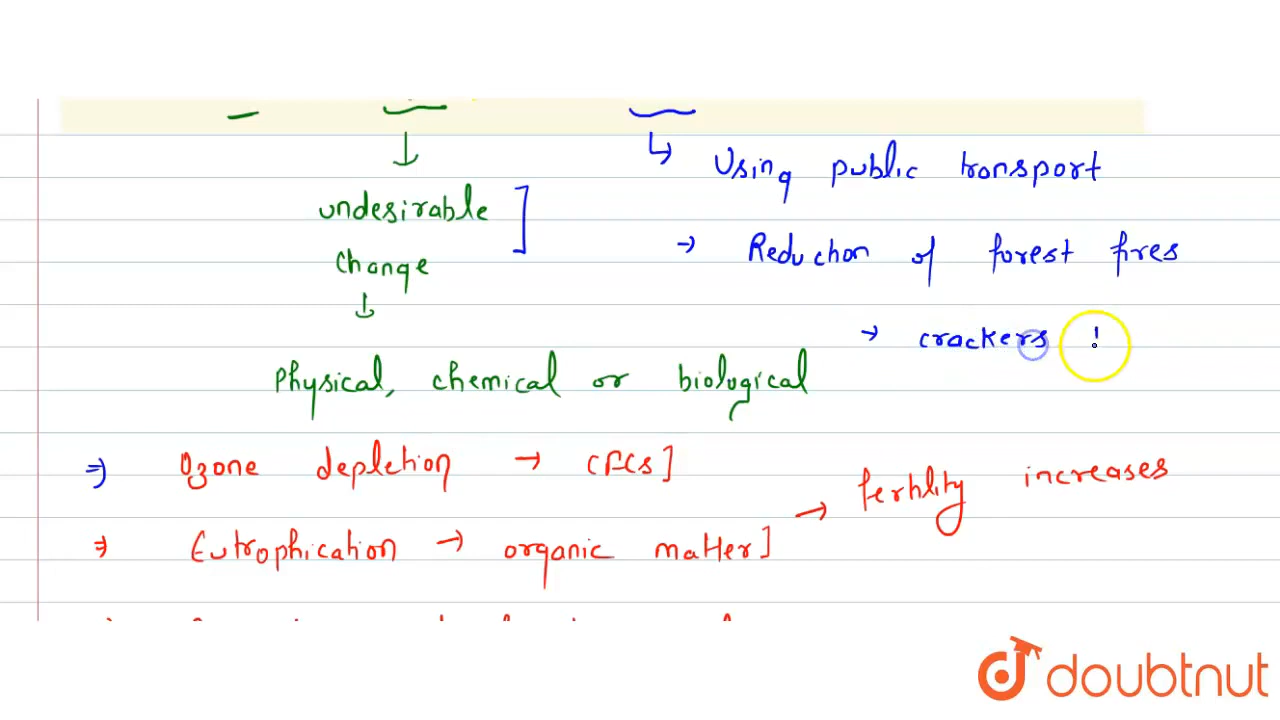 Using public transport
undesirable ]
change
→ Reduction of forest fires
→ crackers !
Physical, chemical or biological
⇒ Ozone depletion → CFCs]
→ fertility increases
⇒ Eutrophication → organic matter]
doubtnut